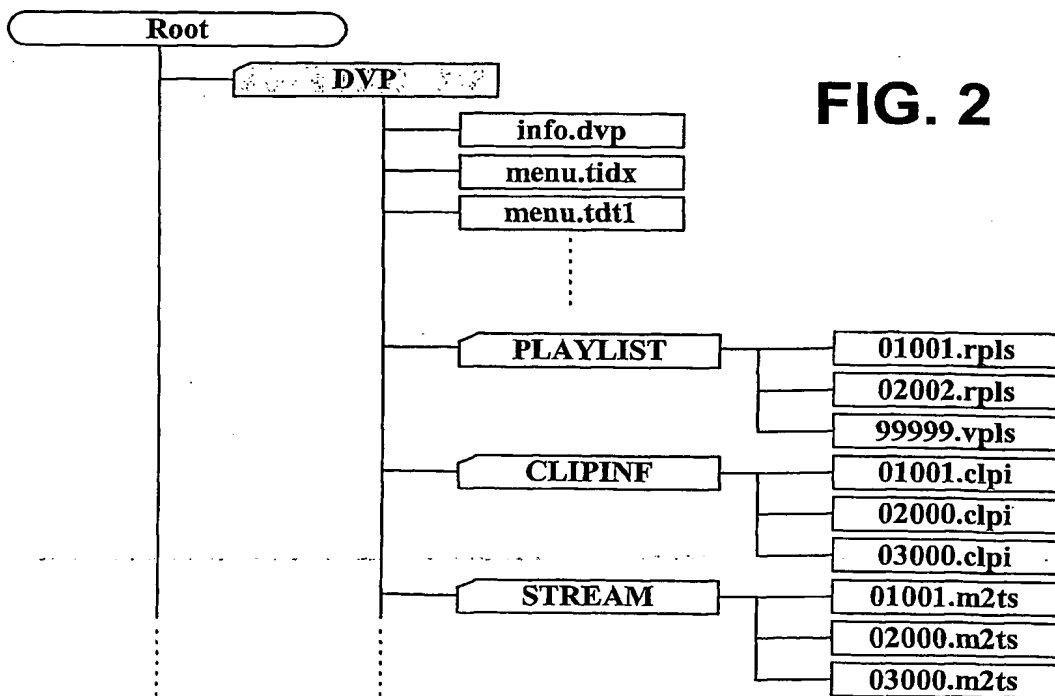 Root
DVP
FIG. 2
info.dvp
menu.tidx
menu.tdt1
PLAYLIST
01001.rpls
02002.rpls
99999.vpls
CLIPINF
01001.clpi
02000.clpi
03000.clpi
STREAM
01001.m2ts
02000.m2ts
03000.m2ts